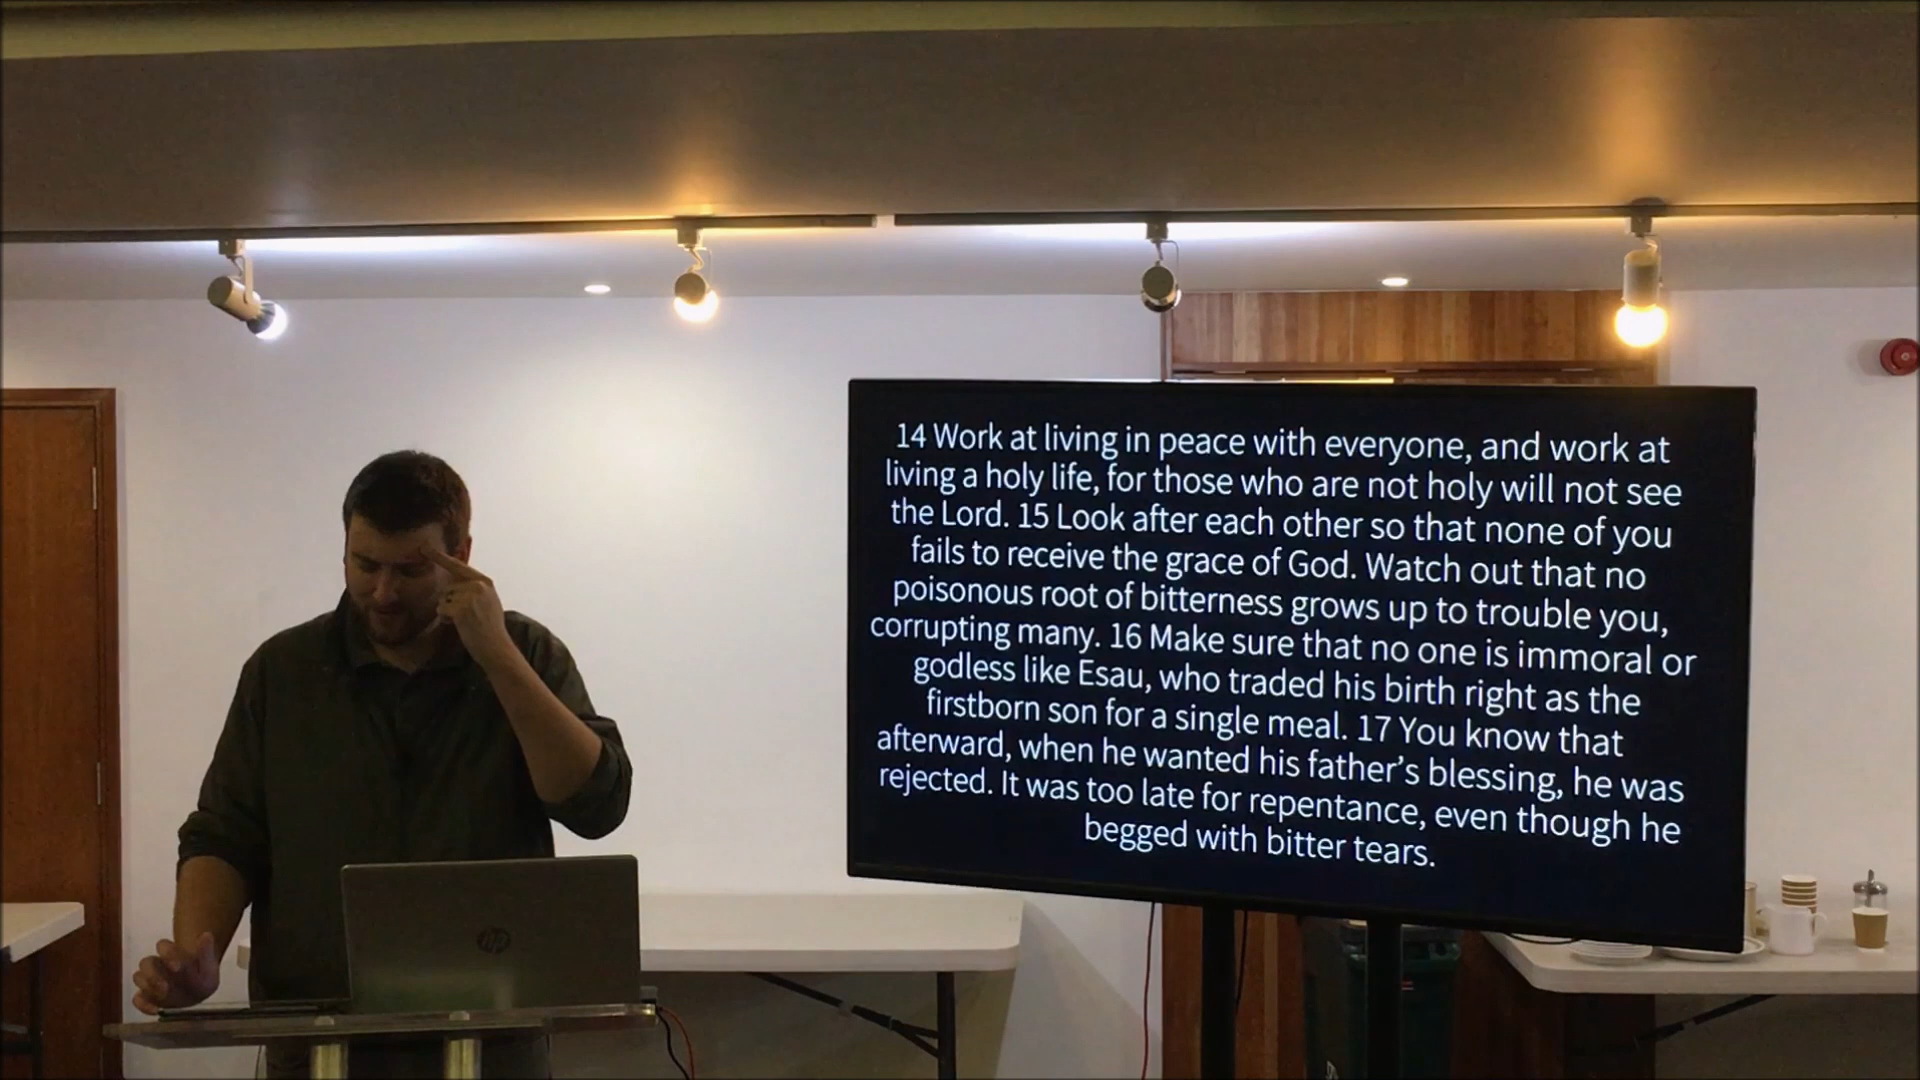 14 Work at living in peace with everyone, and work at
living a holy life, for those who are not holy will not see
the Lord. 15 Look after each other so that none of you
fails to receive the grace of God. Watch out that no
poisonous root of bitterness grows up to trouble you,
corrupting many. 16 Make sure that no one is immoral or
godless like Esau, who traded his birth right as the
firstborn son for a single meal. 17 You know that
afterward, when he wanted his father’s blessing, he was
rejected. It was too late for repentance, even though he
begged with bitter tears.
hp